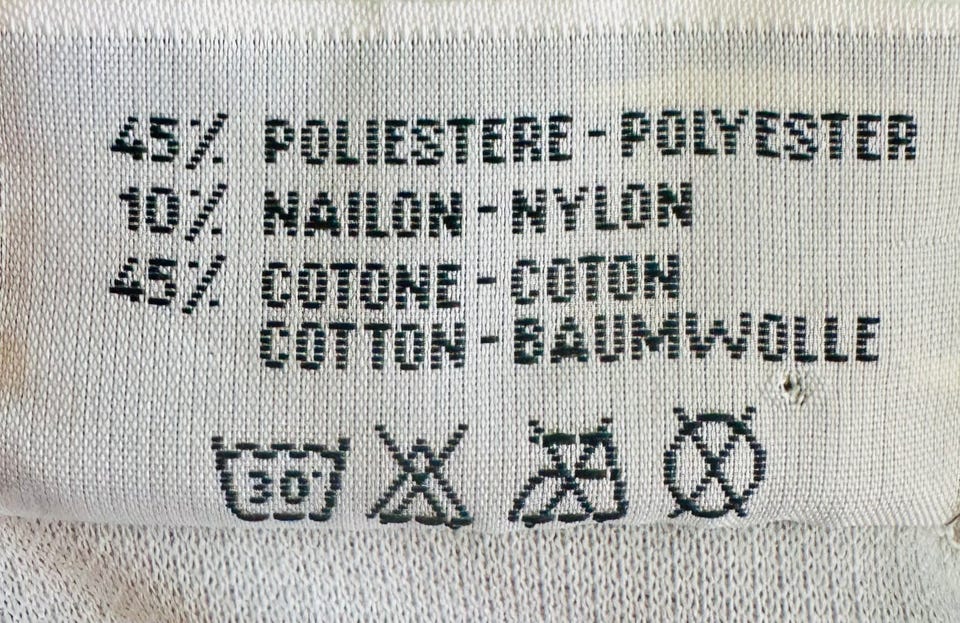 45% POLIESTERE - POLYESTER
10% NAILON - NYLON
45% COTONE - COTON
COTTON - BAUMWOLLE
30°